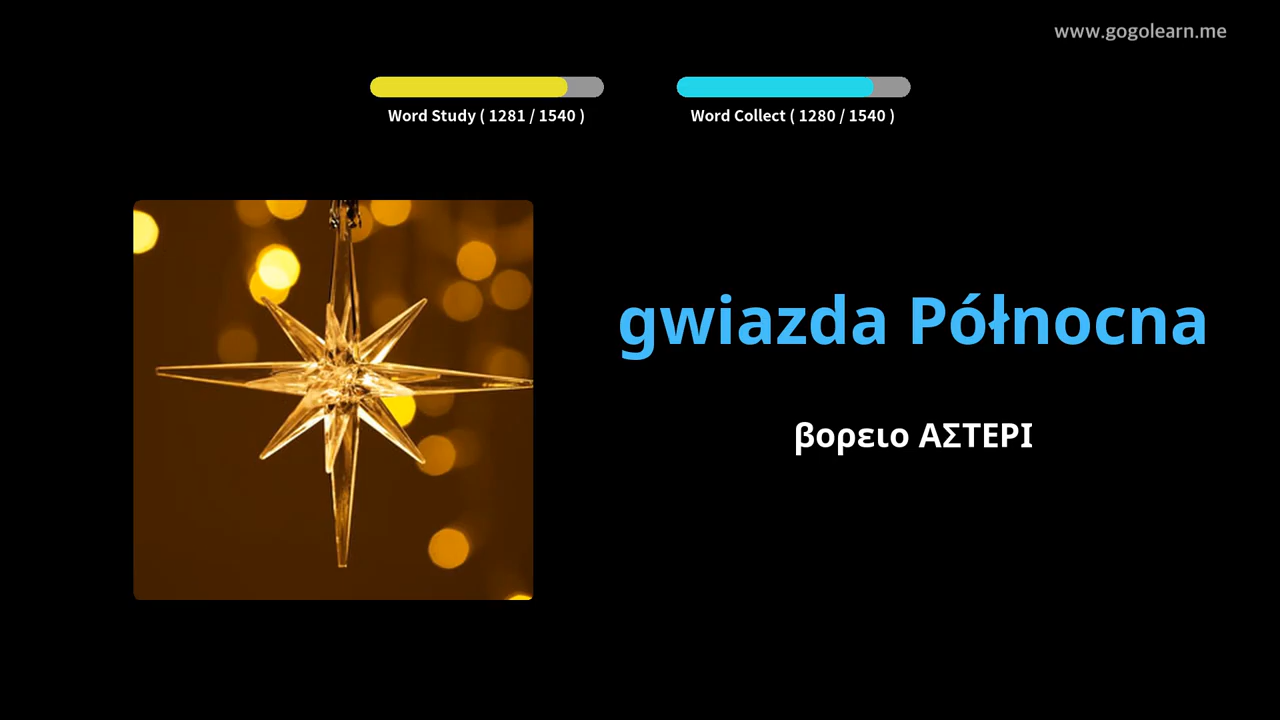 www.gogolearn.me
Word Study ( 1281 / 1540 )
Word Collect ( 1280 / 1540 )
gwiazda Północna
βορειο ΑΣΤΕΡΙ